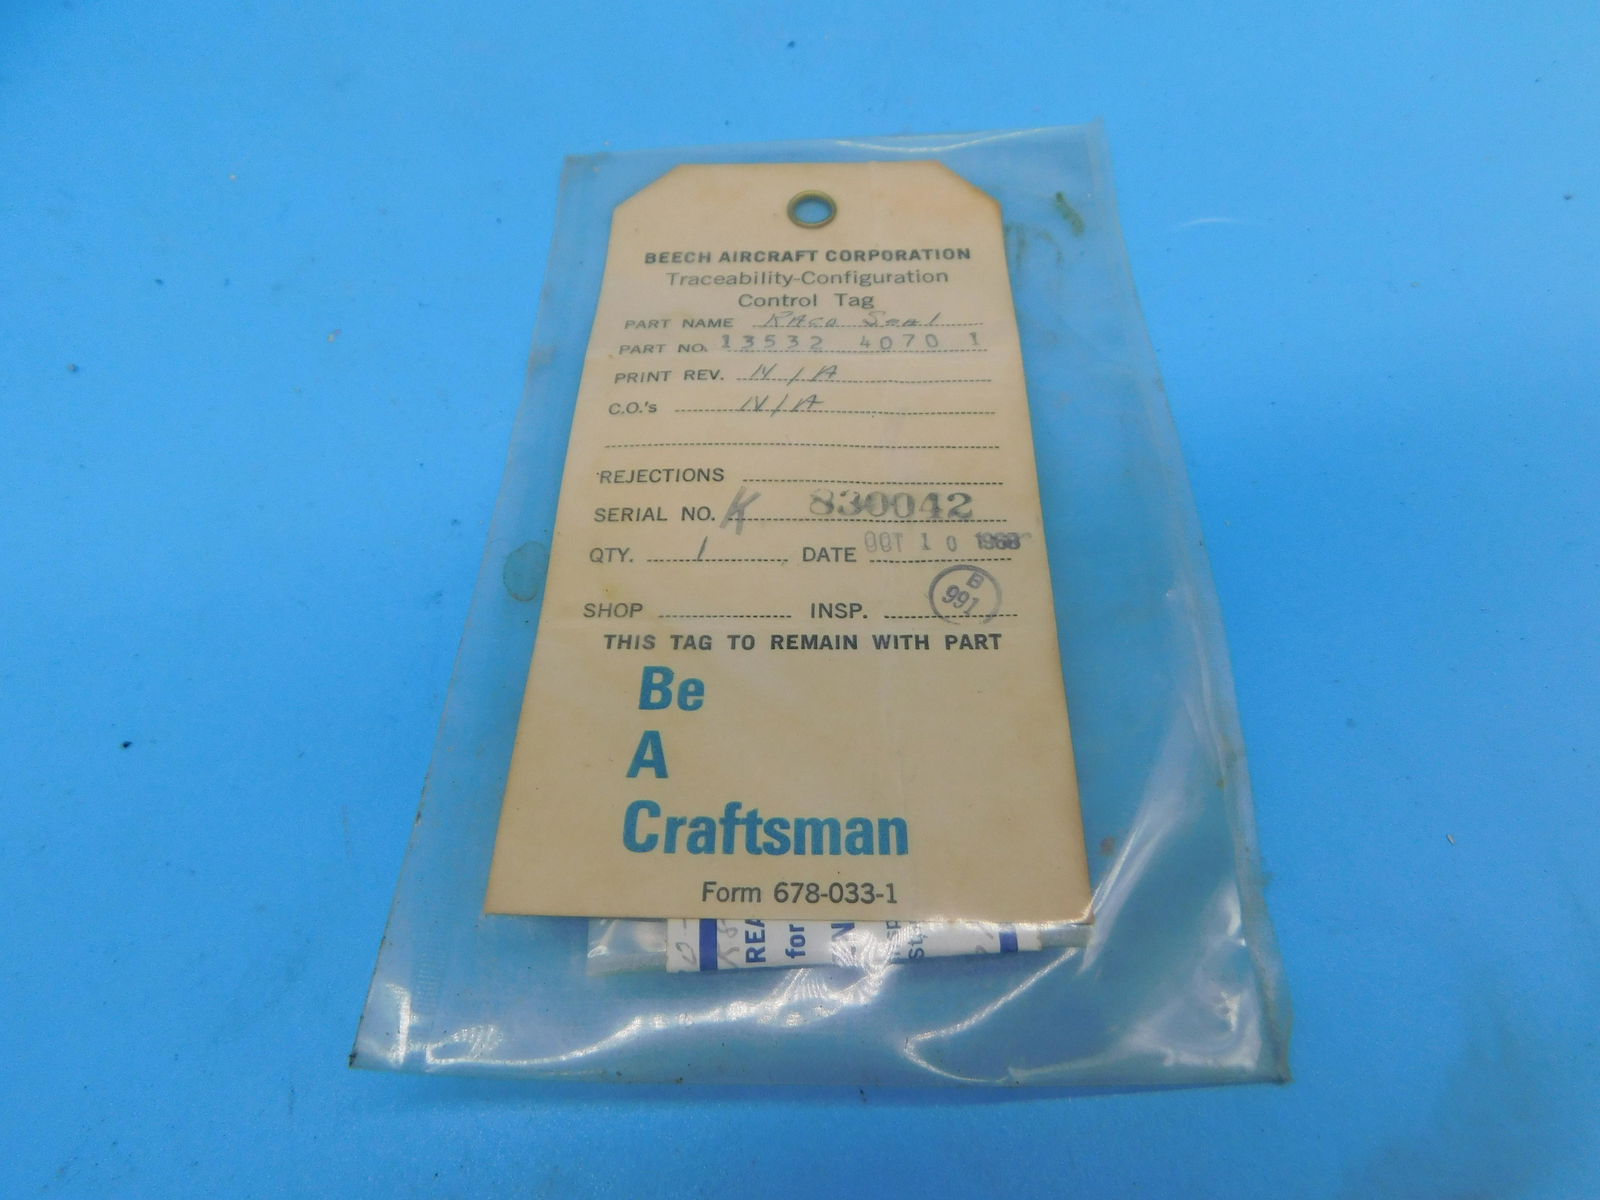 BEECH AIRCRAFT CORPORATION
Traceability-Configuration
Control Tag
PART NAME Raco Seal
PART NO. 13532 4070 1
PRINT REV. N/A
C.O.'s N/A
REJECTIONS
SERIAL NO. K 830042
QTY. 1 DATE OCT 10 1968
SHOP INSP. B 991
THIS TAG TO REMAIN WITH PART
Be
A
Craftsman
Form 678-033-1
for